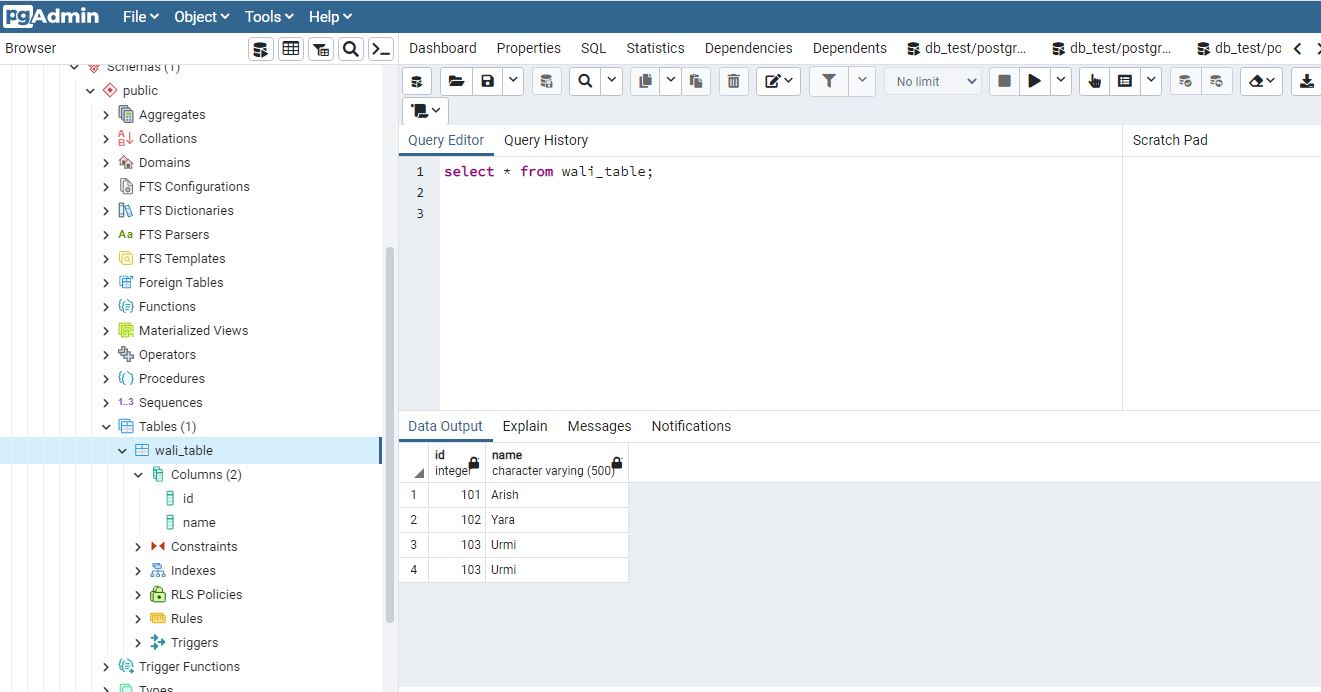 pgAdmin File Object Tools Help
Browser
Dashboard Properties SQL Statistics Dependencies Dependents db_test/postgr... db_test/postgr... db_test/po
Schemas (1)
public
Aggregates
Collations
Domains
FTS Configurations
FTS Dictionaries
Aa FTS Parsers
FTS Templates
Foreign Tables
Functions
Materialized Views
Operators
Procedures
1..3 Sequences
Tables (1)
wali_table
Columns (2)
id
name
Constraints
Indexes
RLS Policies
Rules
Triggers
Trigger Functions
Types
No limit
Query Editor Query History
Scratch Pad
1 select * from wali_table;
2
3
Data Output Explain Messages Notifications
id name
integer character varying (500)
1 101 Arish
2 102 Yara
3 103 Urmi
4 103 Urmi